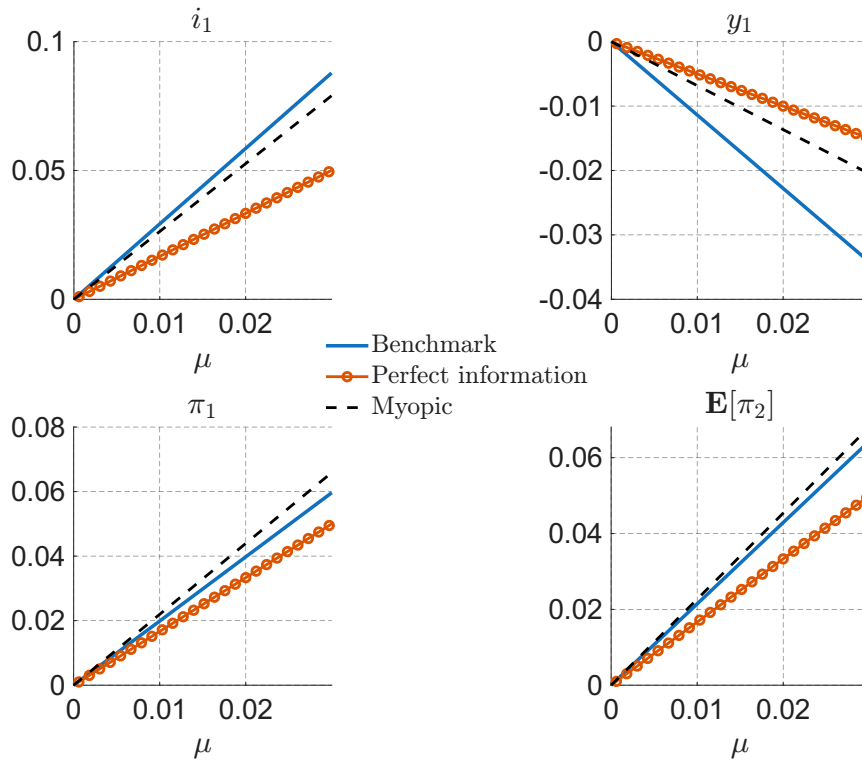 i₁
0.1
0.05
0
0 0.01 0.02
μ
y₁
0
-0.01
-0.02
-0.03
-0.04
0 0.01 0.02
μ
Benchmark
Perfect information
Myopic
π₁
0.08
0.06
0.04
0.02
0
0 0.01 0.02
μ
E[π₂]
0.06
0.04
0.02
0
0 0.01 0.02
μ